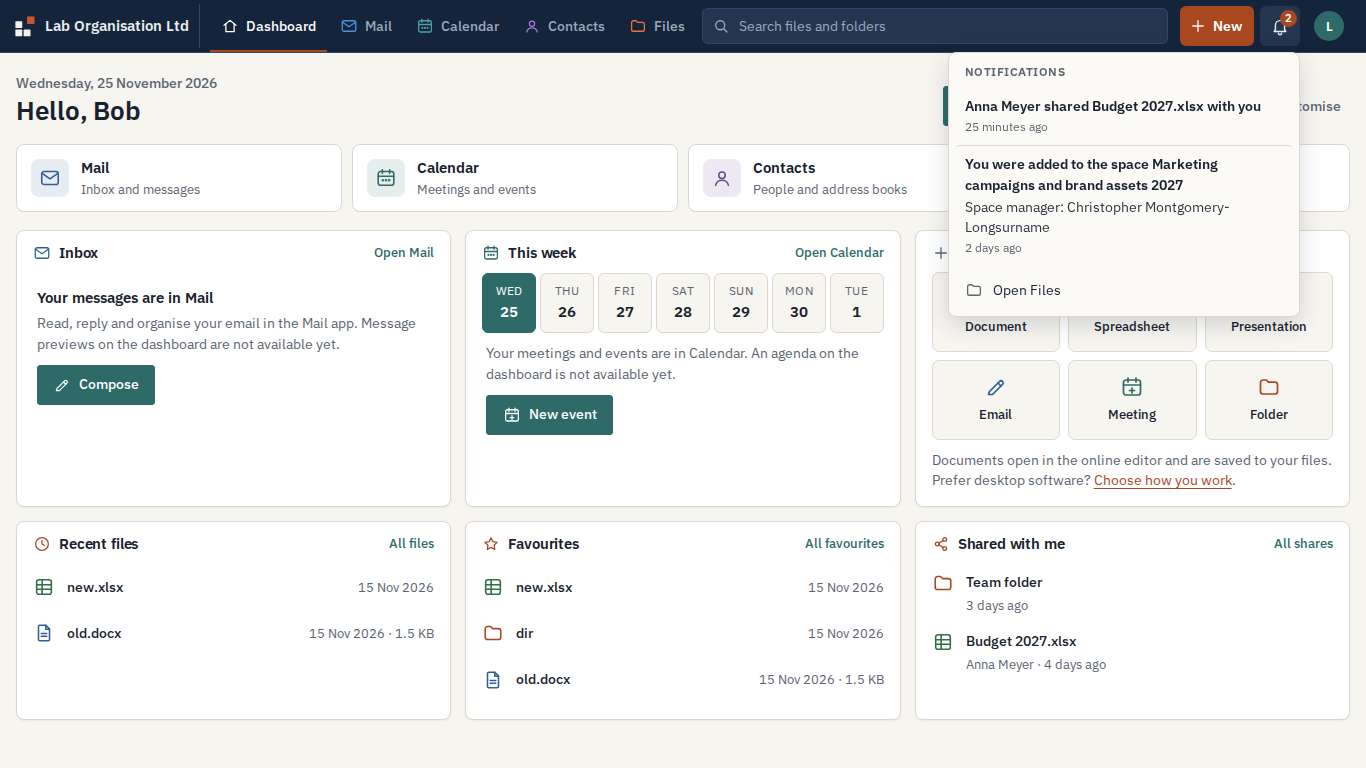 Lab Organisation Ltd
Dashboard
Mail
Calendar
Contacts
Files
Search files and folders
New
2
L
Wednesday, 25 November 2026
Hello, Bob
NOTIFICATIONS
Anna Meyer shared Budget 2027.xlsx with you
25 minutes ago
You were added to the space Marketing
campaigns and brand assets 2027
Space manager: Christopher Montgomery-
Longsurname
2 days ago
Open Files
Mail
Inbox and messages
Calendar
Meetings and events
Contacts
People and address books
Inbox
Open Mail
Your messages are in Mail
Read, reply and organise your email in the Mail app. Message
previews on the dashboard are not available yet.
Compose
This week
Open Calendar
WED
25
THU
26
FRI
27
SAT
28
SUN
29
MON
30
TUE
1
Your meetings and events are in Calendar. An agenda on the
dashboard is not available yet.
New event
Document
Spreadsheet
Presentation
Email
Meeting
Folder
Documents open in the online editor and are saved to your files.
Prefer desktop software? Choose how you work.
Recent files
All files
new.xlsx
15 Nov 2026
old.docx
15 Nov 2026 · 1.5 KB
Favourites
All favourites
new.xlsx
15 Nov 2026
dir
15 Nov 2026
old.docx
15 Nov 2026 · 1.5 KB
Shared with me
All shares
Team folder
3 days ago
Budget 2027.xlsx
Anna Meyer · 4 days ago